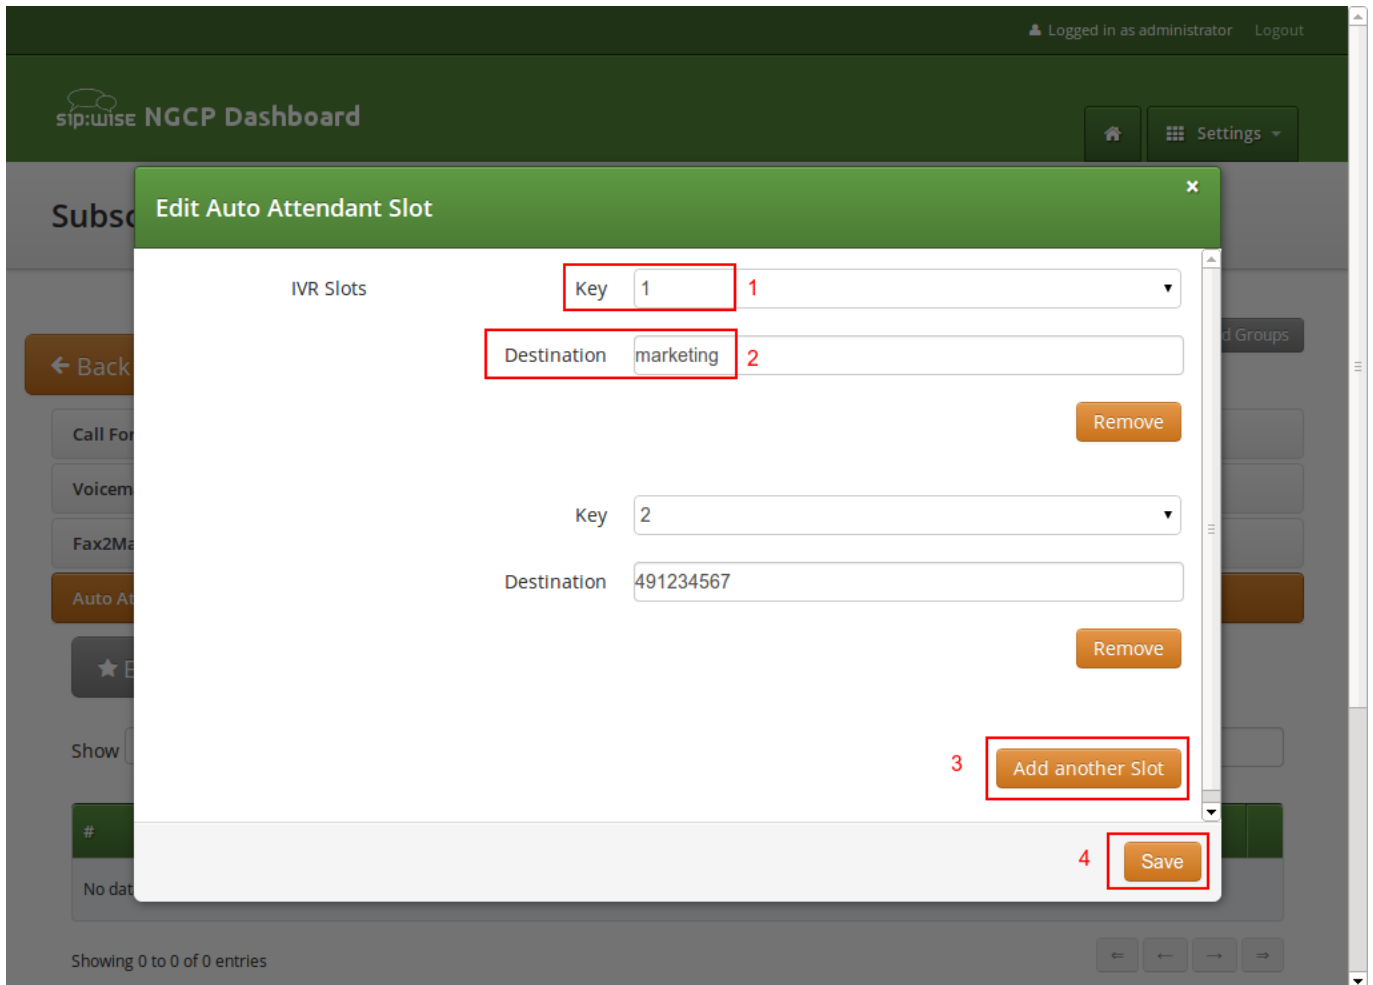 Logged in as administrator Logout
sip:wise NGCP Dashboard
Settings
Subsc
Edit Auto Attendant Slot ×
IVR Slots Key 1 1
d Groups
Destination marketing 2
Back
Remove
Call For
Voicema
Key 2
Fax2Ma
Destination 491234567
Auto At
Remove
E
Show
3 Add another Slot
#
4 Save
No dat
Showing 0 to 0 of 0 entries ⇐ ← → ⇒